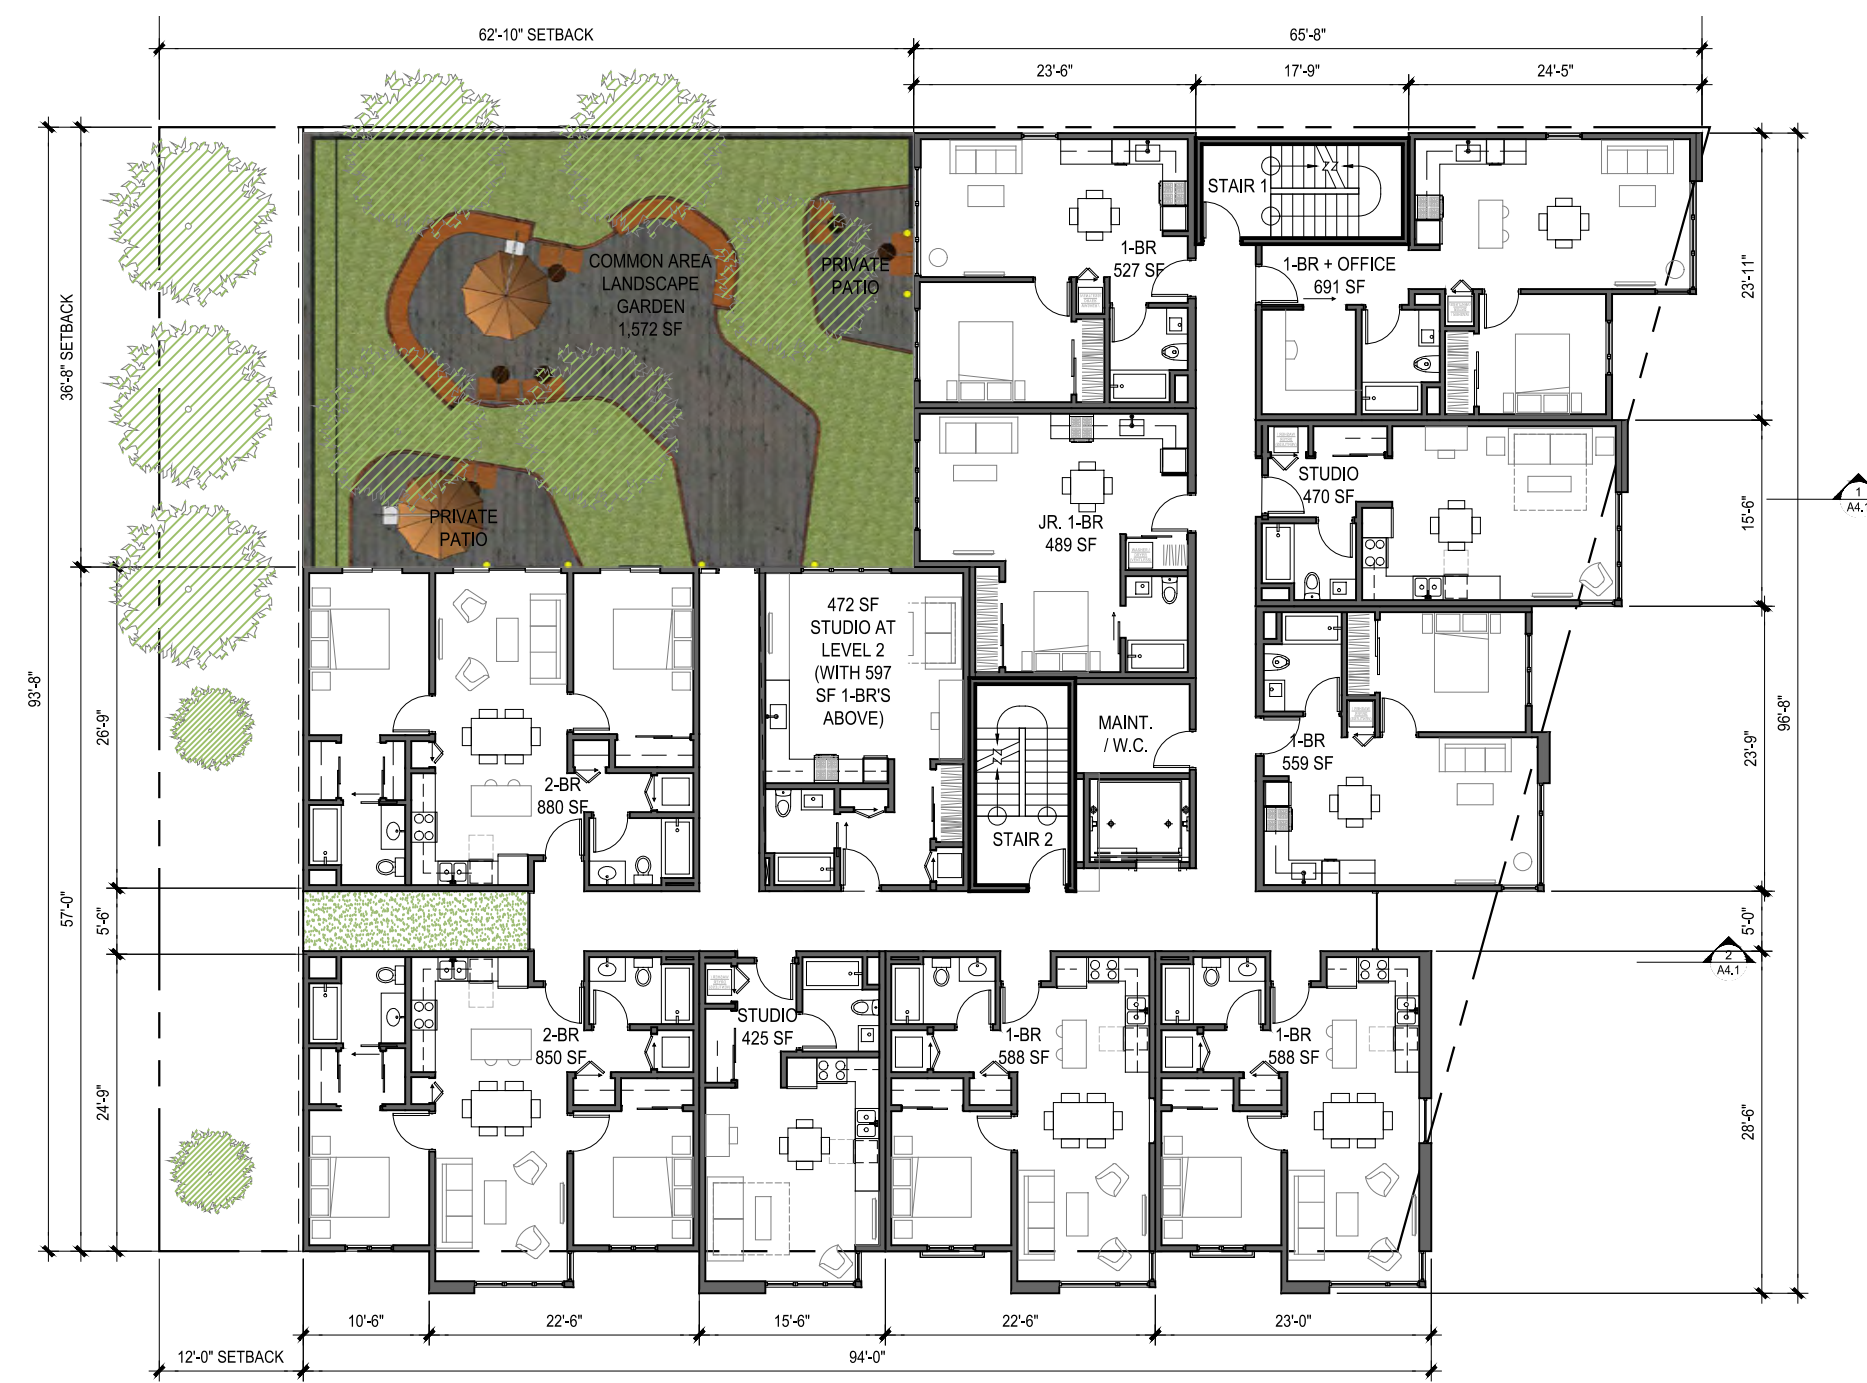 62'-10" SETBACK
65'-8"
23'-6"
17'-9"
24'-5"
STAIR 1
1-BR
527 SF
1-BR + OFFICE
691 SF
COMMON AREA
LANDSCAPE
GARDEN
1,572 SF
PRIVATE
PATIO
23'-11"
36'-8" SETBACK
STUDIO
470 SF
JR. 1-BR
489 SF
PRIVATE
PATIO
15'-6"
1
A4.1
472 SF
STUDIO AT
LEVEL 2
(WITH 597
SF 1-BR'S
ABOVE)
93'-8"
26'-9"
MAINT.
/ W.C.
1-BR
559 SF
96'-8"
23'-9"
2-BR
880 SF
STAIR 2
57'-0"
5'-6"
5'-0"
2
A4.1
2-BR
850 SF
STUDIO
425 SF
1-BR
588 SF
1-BR
588 SF
24'-9"
28'-6"
10'-6"
22'-6"
15'-6"
22'-6"
23'-0"
12'-0" SETBACK
94'-0"